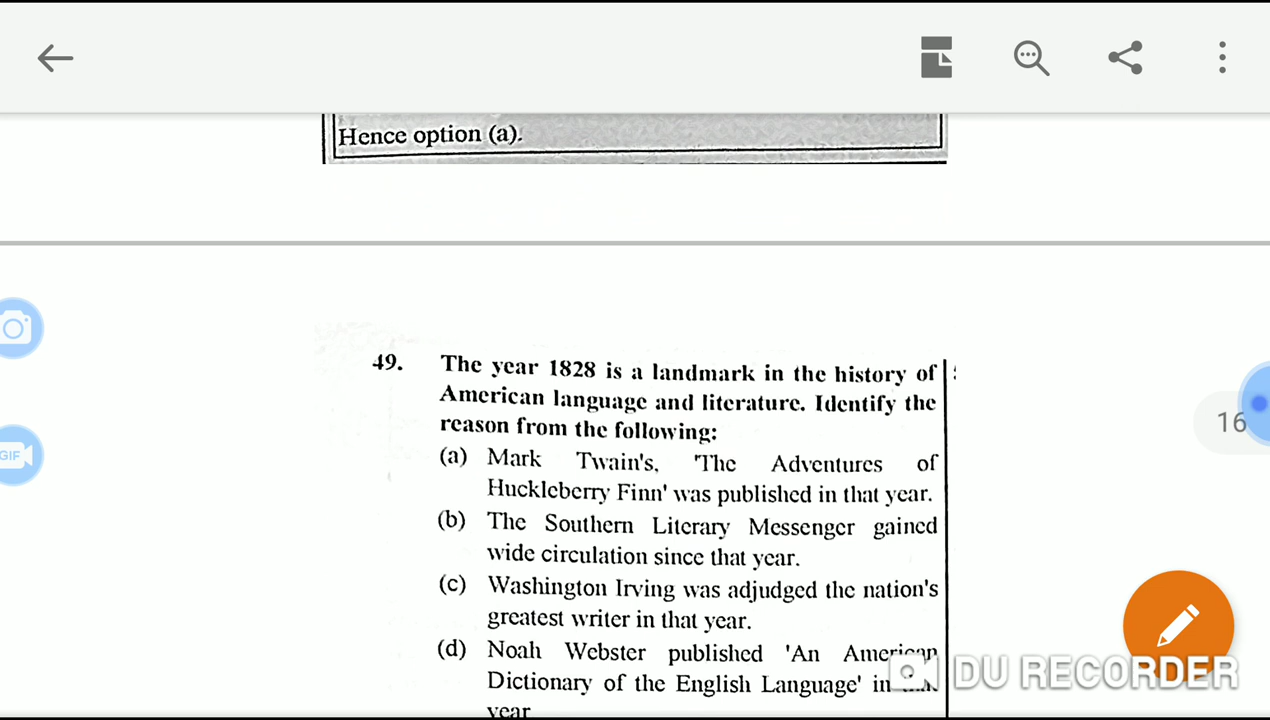 Hence option (a).
49. The year 1828 is a landmark in the history of
American language and literature. Identify the
reason from the following:
(a) Mark Twain's, 'The Adventures of
Huckleberry Finn' was published in that year.
(b) The Southern Literary Messenger gained
wide circulation since that year.
(c) Washington Irving was adjudged the nation's
greatest writer in that year.
(d) Noah Webster published 'An American
Dictionary of the English Language' in
year
16
GIF
DU RECORDER